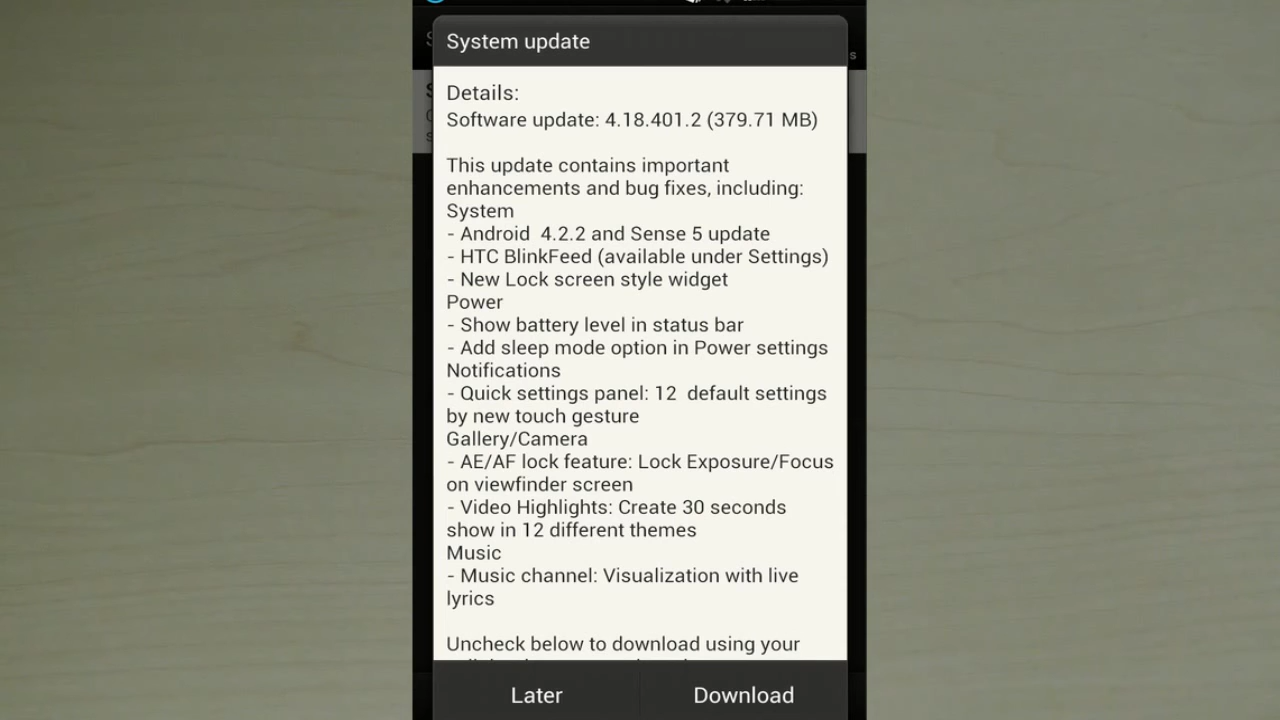 System update
Details:
Software update: 4.18.401.2 (379.71 MB)
This update contains important
enhancements and bug fixes, including:
System
- Android  4.2.2 and Sense 5 update
- HTC BlinkFeed (available under Settings)
- New Lock screen style widget
Power
- Show battery level in status bar
- Add sleep mode option in Power settings
Notifications
- Quick settings panel: 12  default settings
by new touch gesture
Gallery/Camera
- AE/AF lock feature: Lock Exposure/Focus
on viewfinder screen
- Video Highlights: Create 30 seconds
show in 12 different themes
Music
- Music channel: Visualization with live
lyrics
Uncheck below to download using your
Later
Download